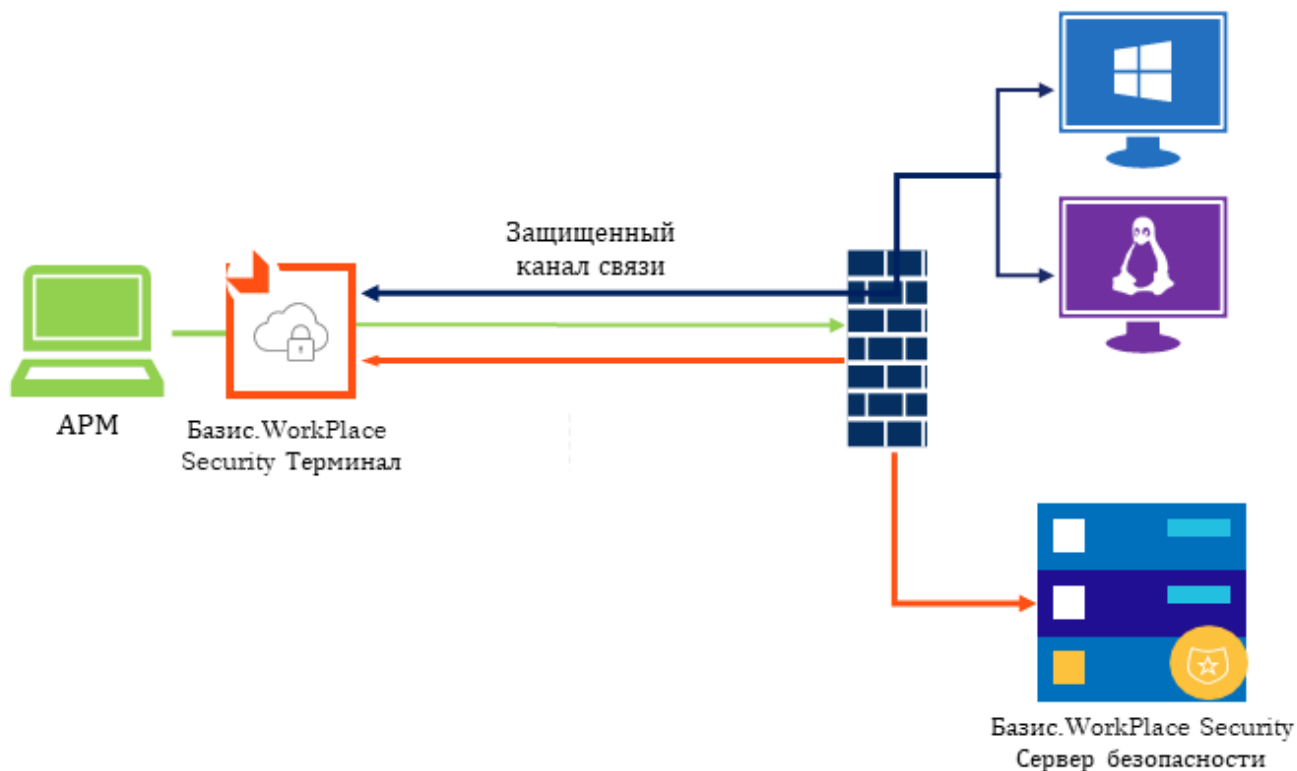 Защищенный
канал связи
АРМ
Базис.WorkPlace
Security Терминал
Базис.WorkPlace Security
Сервер безопасности